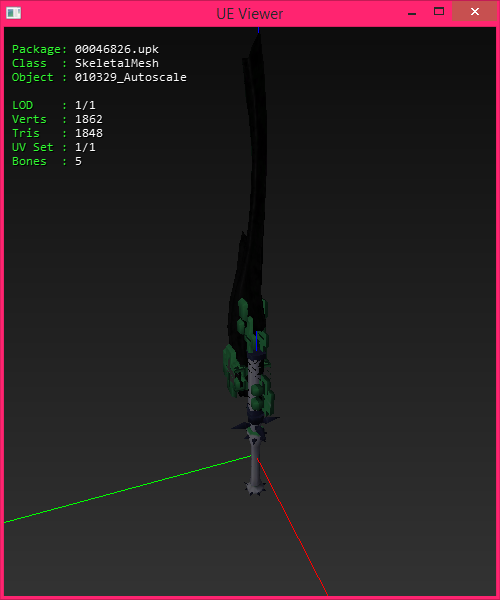 UE Viewer
Package: 00046826.upk
Class : SkeletalMesh
Object : 010329_Autoscale
LOD : 1/1
Verts : 1862
Tris : 1848
UV Set : 1/1
Bones : 5